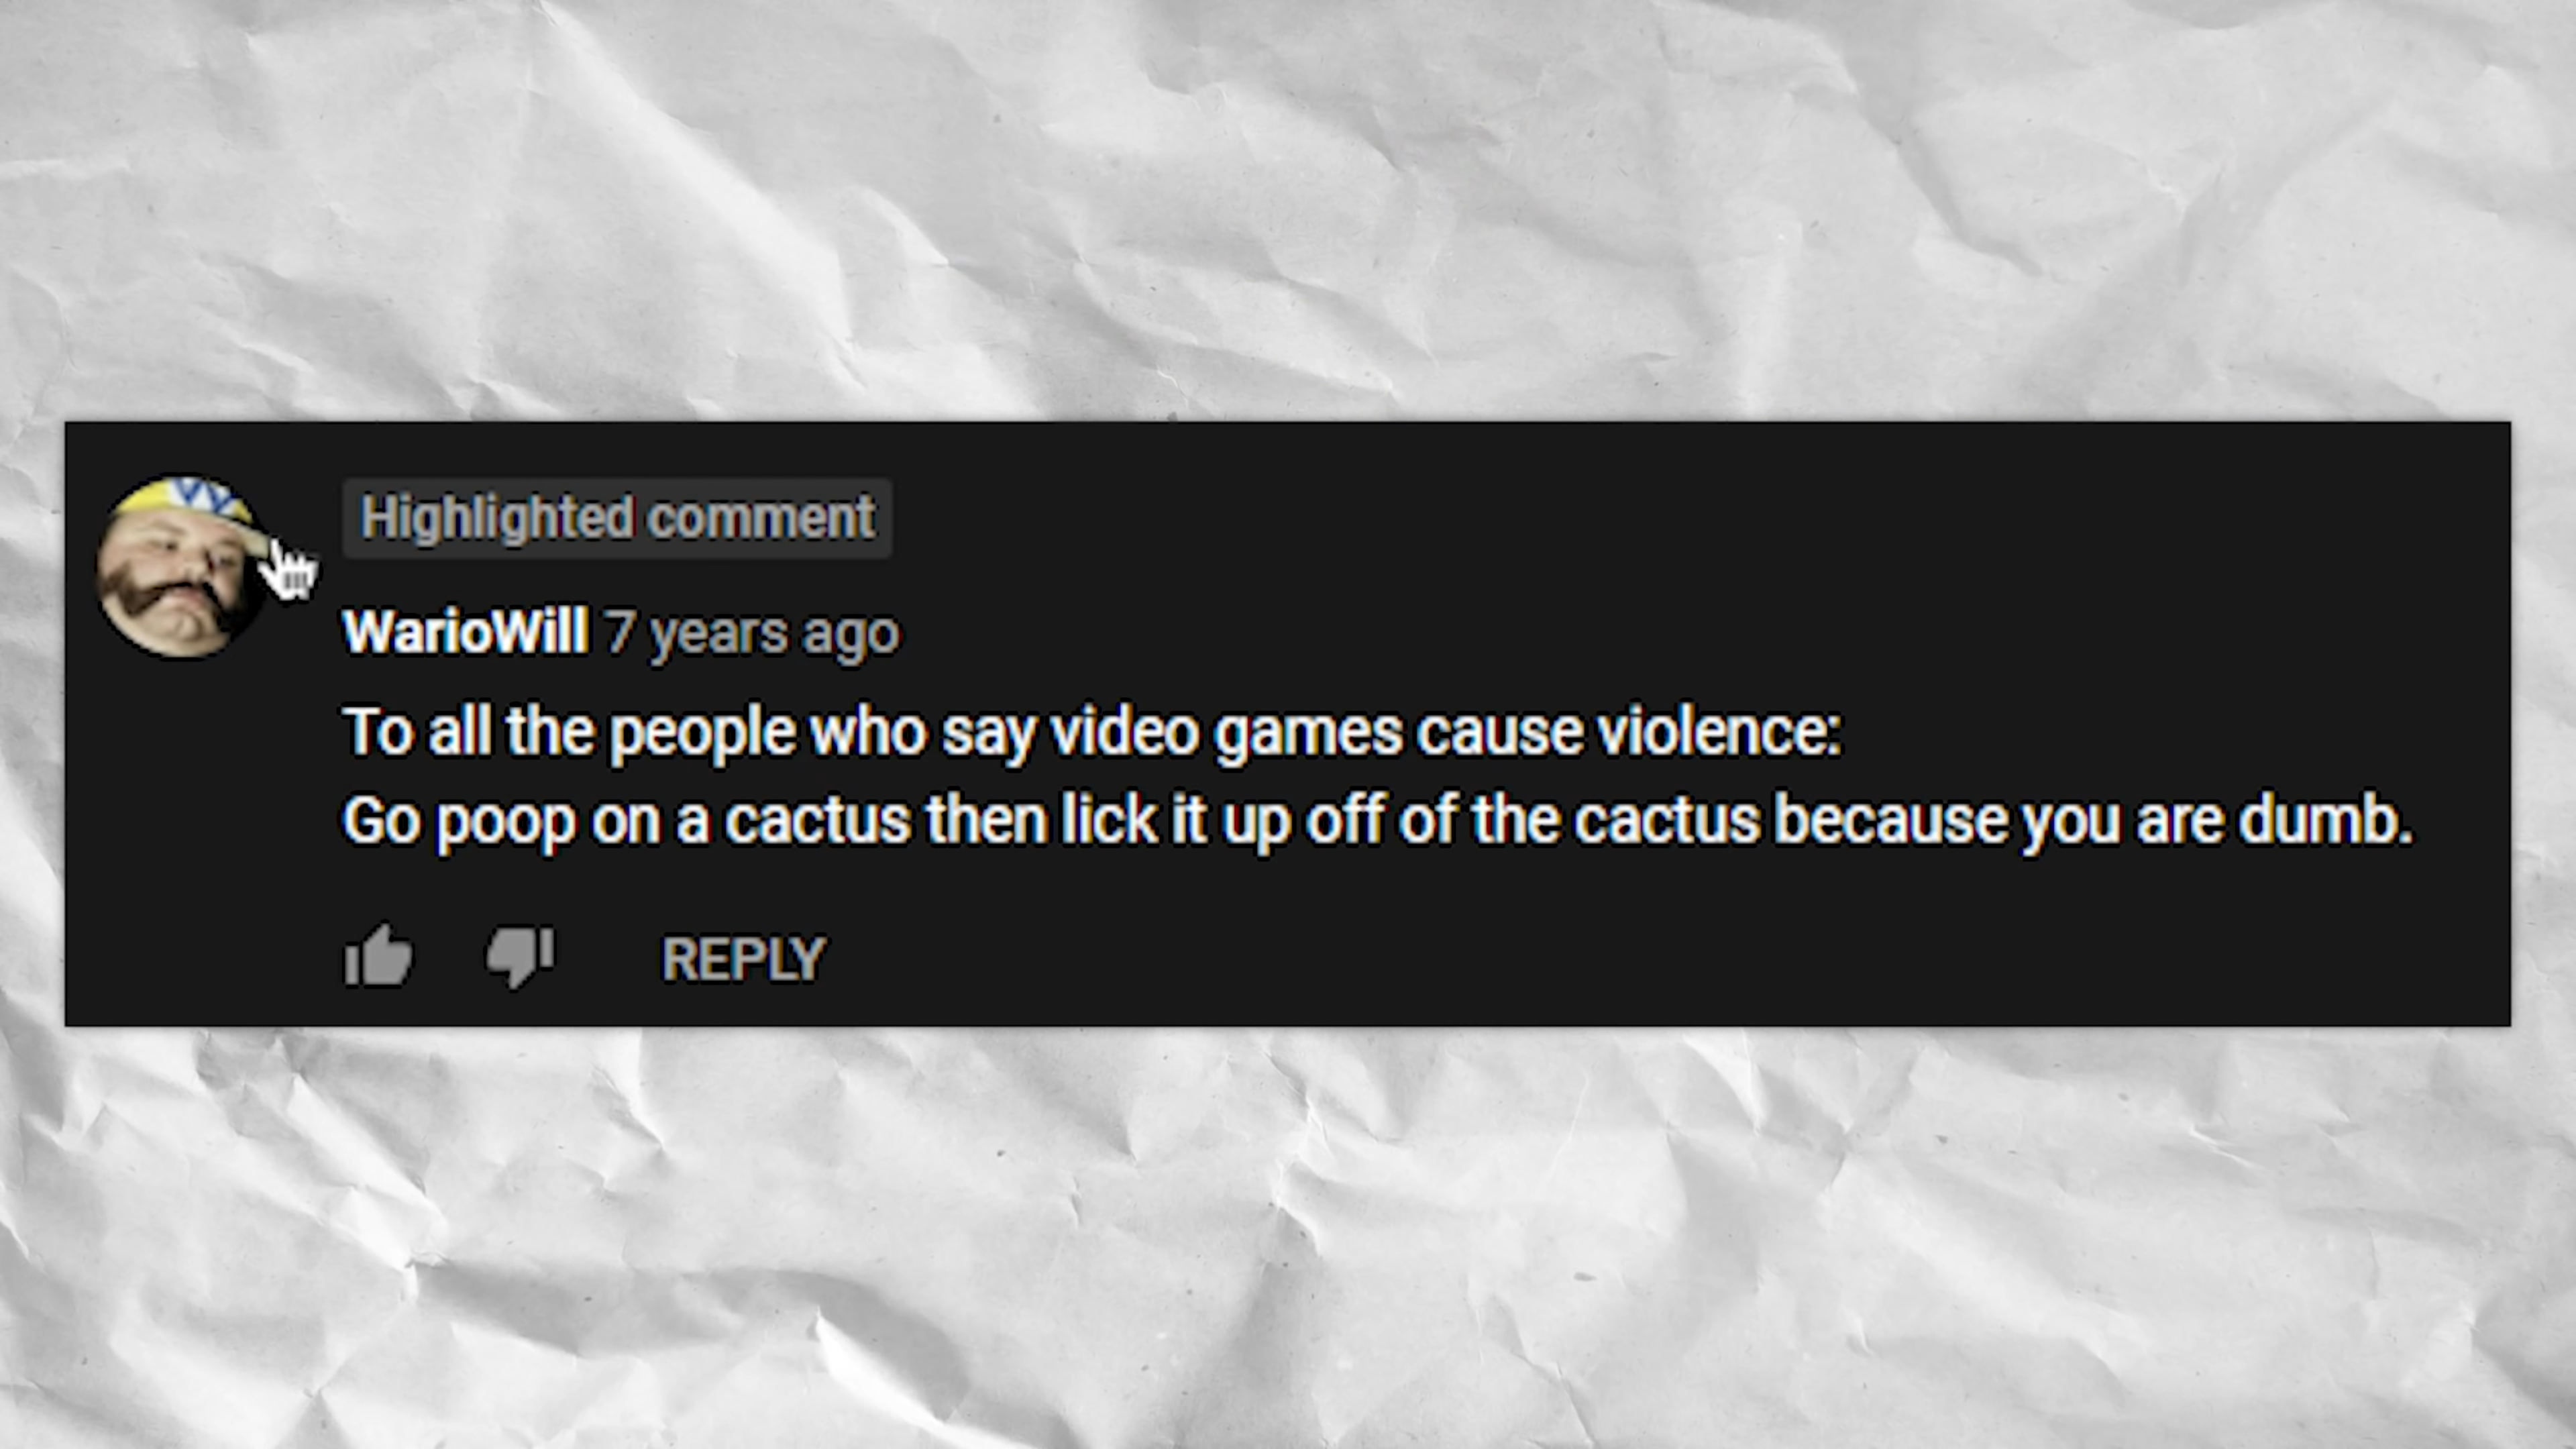 Highlighted comment
WarioWill 7 years ago
To all the people who say video games cause violence:
Go poop on a cactus then lick it up off of the cactus because you are dumb.
REPLY